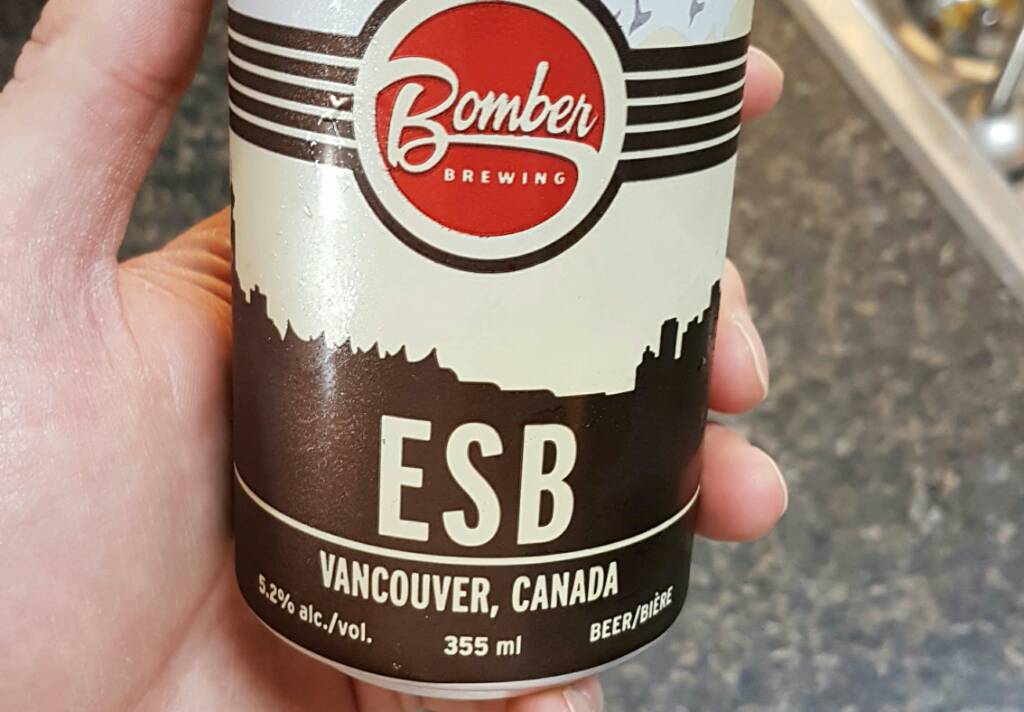 Bomber
BREWING
ESB
VANCOUVER, CANADA
5.2% alc./vol.
355 ml
BEER/BIÈRE